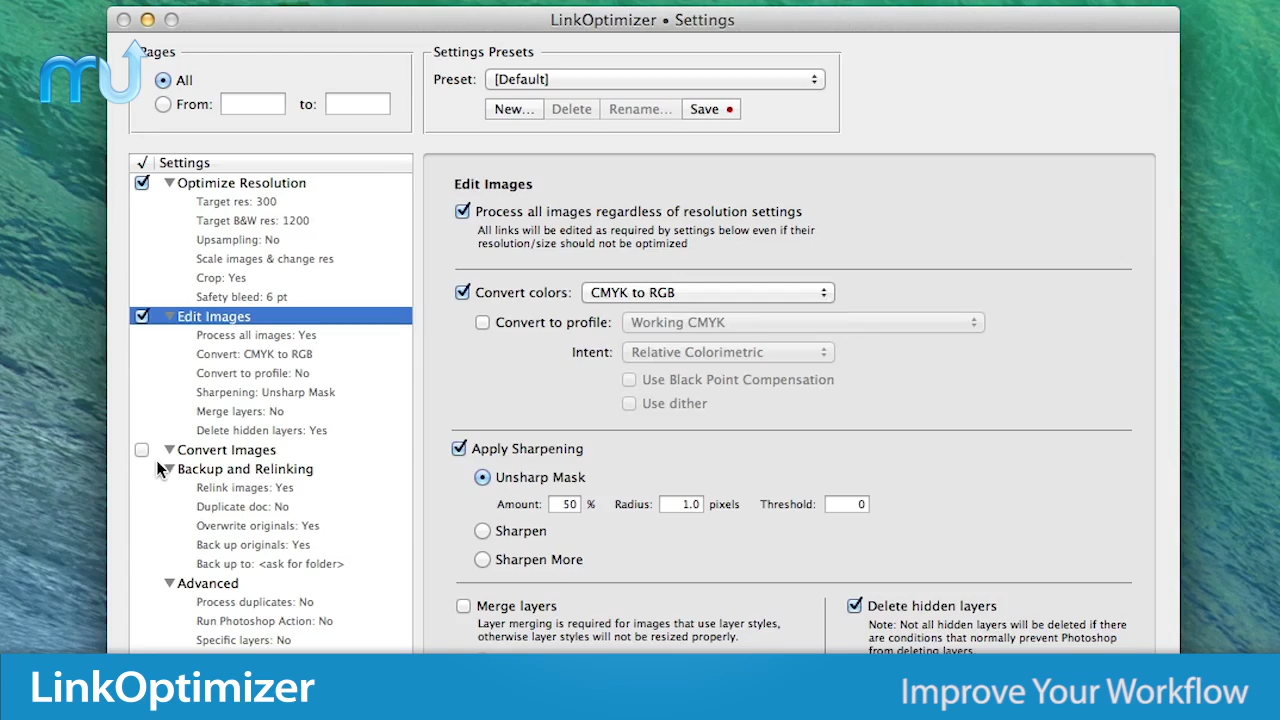 LinkOptimizer • Settings
mu
Pages
All
From:
to:
Settings Presets
Preset:
[Default]
New...
Delete
Rename...
Save
√
Settings
Optimize Resolution
Target res: 300
Target B&W res: 1200
Upsampling: No
Scale images & change res
Crop: Yes
Safety bleed: 6 pt
Edit Images
Process all images: Yes
Convert: CMYK to RGB
Convert to profile: No
Sharpening: Unsharp Mask
Merge layers: No
Delete hidden layers: Yes
Convert Images
Backup and Relinking
Relink images: Yes
Duplicate doc: No
Overwrite originals: Yes
Back up originals: Yes
Back up to: <ask for folder>
Advanced
Process duplicates: No
Run Photoshop Action: No
Specific layers: No
Edit Images
Process all images regardless of resolution settings
All links will be edited as required by settings below even if their
resolution/size should not be optimized
Convert colors:
CMYK to RGB
Convert to profile:
Working CMYK
Intent:
Relative Colorimetric
Use Black Point Compensation
Use dither
Apply Sharpening
Unsharp Mask
Amount: 50 % Radius: 1.0 pixels Threshold: 0
Sharpen
Sharpen More
Merge layers
Layer merging is required for images that use layer styles,
otherwise layer styles will not be resized properly.
Delete hidden layers
Note: Not all hidden layers will be deleted if there
are conditions that normally prevent Photoshop
from deleting layers.
LinkOptimizer
Improve Your Workflow